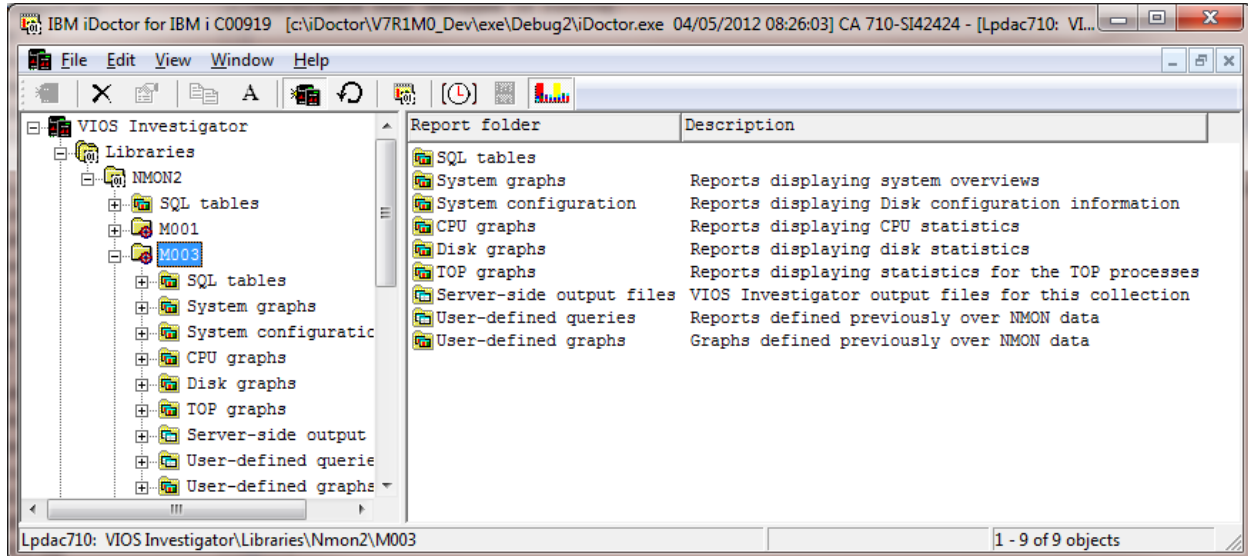 IBM iDoctor for IBM i C00919 [c:\iDoctor\V7R1M0_Dev\exe\Debug2\iDoctor.exe 04/05/2012 08:26:03] CA 710-SI42424 - [Lpdac710: VI...
File Edit View Window Help
VIOS Investigator
Libraries
NMON2
SQL tables
M001
M003
SQL tables
System graphs
System configuratic
CPU graphs
Disk graphs
TOP graphs
Server-side output
User-defined querie
User-defined graphs
Report folder Description
SQL tables
System graphs Reports displaying system overviews
System configuration Reports displaying Disk configuration information
CPU graphs Reports displaying CPU statistics
Disk graphs Reports displaying disk statistics
TOP graphs Reports displaying statistics for the TOP processes
Server-side output files VIOS Investigator output files for this collection
User-defined queries Reports defined previously over NMON data
User-defined graphs Graphs defined previously over NMON data
Lpdac710: VIOS Investigator\Libraries\Nmon2\M003 1 - 9 of 9 objects